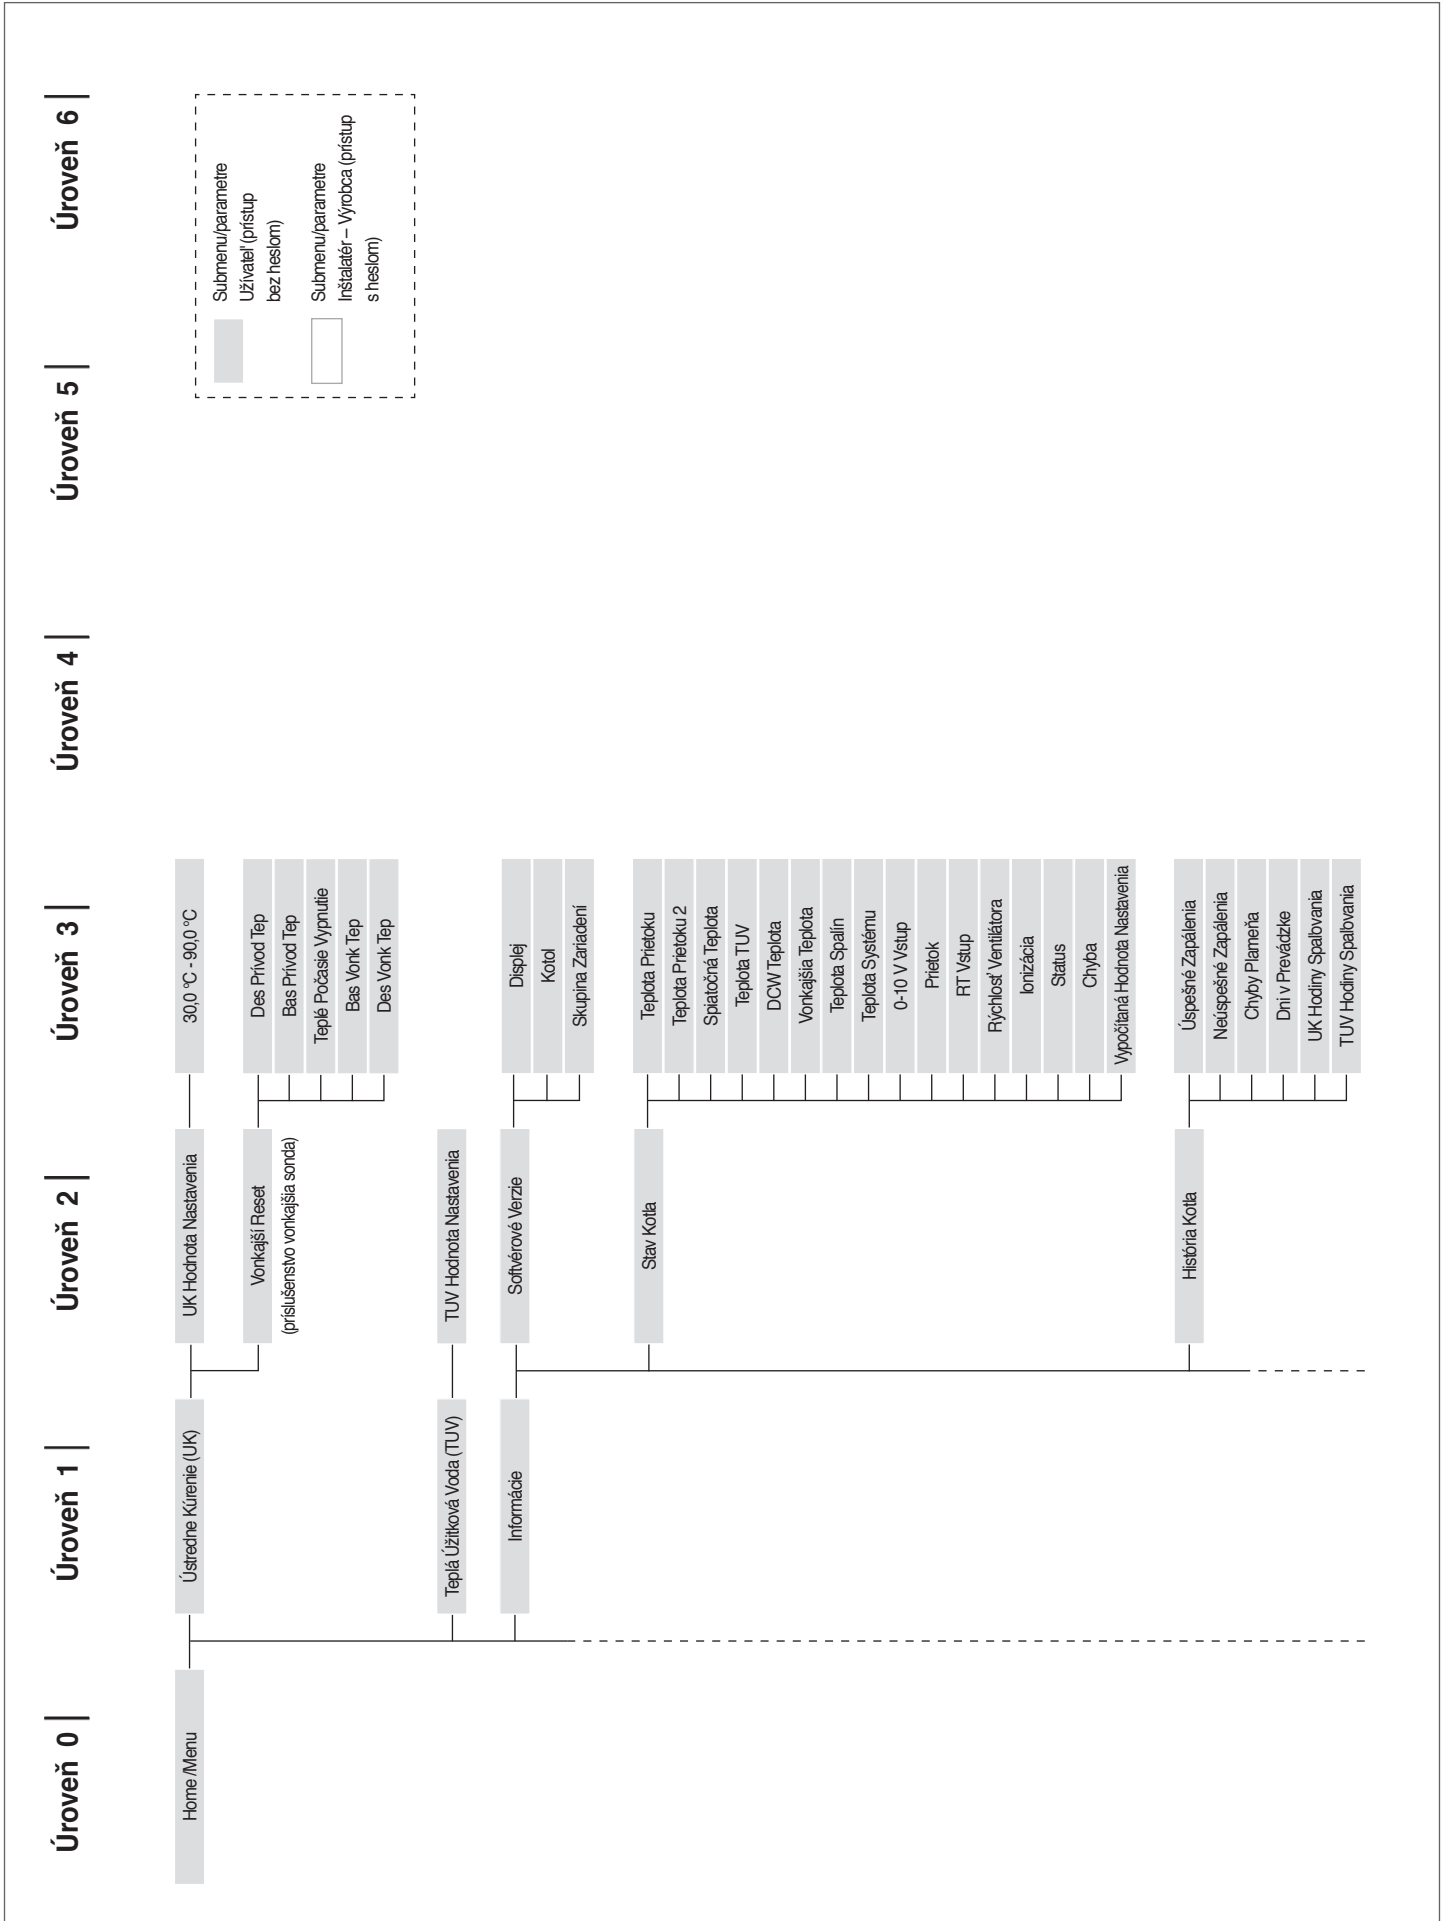 Úroveň 0
Úroveň 1
Úroveň 2
Úroveň 3
Úroveň 4
Úroveň 5
Úroveň 6
Home /Menu
Ústredne Kúrenie (UK)
UK Hodnota Nastavenia
30,0 °C - 90,0 °C
Vonkajší Reset
(príslušenstvo vonkajšia sonda)
Des Prívod Tep
Bas Prívod Tep
Teplé Počasie Vypnutie
Bas Vonk Tep
Des Vonk Tep
Teplá Úžitková Voda (TUV)
TUV Hodnota Nastavenia
Informácie
Softvérové Verzie
Displej
Kotol
Skupina Zariadení
Stav Kotla
Teplota Prietoku
Teplota Prietoku 2
Spiatočná Teplota
Teplota TUV
DCW Teplota
Vonkajšia Teplota
Teplota Spalín
Teplota Systému
0-10 V Vstup
Prietok
RT Vstup
Rýchlosť Ventilátora
Ionizácia
Status
Chyba
Vypočítaná Hodnota Nastavenia
História Kotla
Úspešné Zapálenia
Neúspešné Zapálenia
Chyby Plameňa
Dni v Prevádzke
UK Hodiny Spaľovania
TUV Hodiny Spaľovania
Submenu/parametre
Užívateľ (prístup
bez heslom)
Submenu/parametre
Inštalatér – Výrobca (prístup
s heslom)